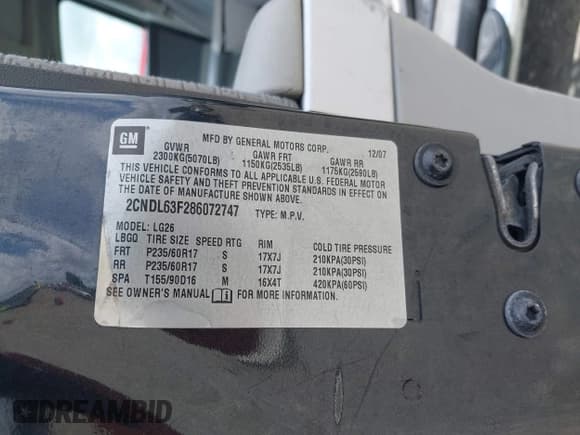 GM
MFD BY GENERAL MOTORS CORP. 12/07
GVWR GAWR FRT GAWR RR
2300KG(5070LB) 1150KG(2535LB) 1175KG(2590LB)
THIS VEHICLE CONFORMS TO ALL APPLICABLE U.S. FEDERAL MOTOR
VEHICLE SAFETY AND THEFT PREVENTION STANDARDS IN EFFECT ON
THE DATE OF MANUFACTURE SHOWN ABOVE.
2CNDL63F286072747 TYPE: M.P.V.
MODEL: LG26
LBGQ TIRE SIZE SPEED RTG RIM COLD TIRE PRESSURE
FRT P235/60R17 S 17X7J 210KPA(30PSI)
RR P235/60R17 S 17X7J 210KPA(30PSI)
SPA T155/90D16 M 16X4T 420KPA(60PSI)
SEE OWNER'S MANUAL i FOR MORE INFORMATION.
DREAMBID